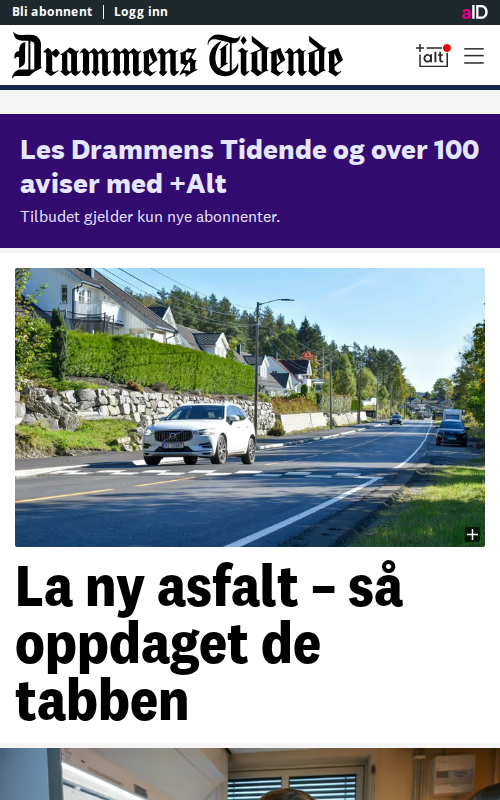 Bli abonnent | Logg inn
aID
Drammens Tidende
+alt
Les Drammens Tidende og over 100
aviser med +Alt
Tilbudet gjelder kun nye abonnenter.
La ny asfalt – så
oppdaget de
tabben